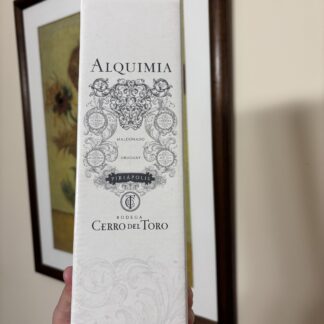 ALQUIMIA
MALDONADO
URUGUAY
PIRIÁPOLIS
BODEGA
CERRO DEL TORO